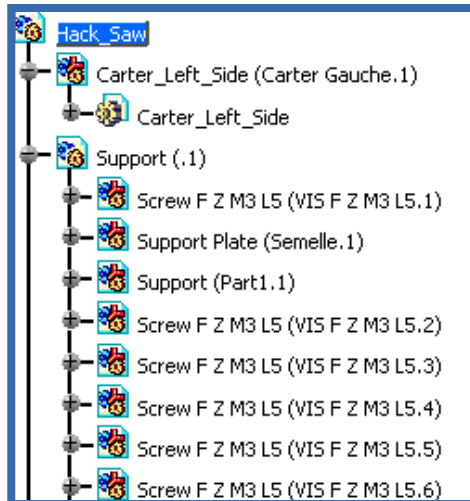 Hack_Saw
Carter_Left_Side (Carter Gauche.1)
Carter_Left_Side
Support (.1)
Screw F Z M3 L5 (VIS F Z M3 L5.1)
Support Plate (Semelle.1)
Support (Part1.1)
Screw F Z M3 L5 (VIS F Z M3 L5.2)
Screw F Z M3 L5 (VIS F Z M3 L5.3)
Screw F Z M3 L5 (VIS F Z M3 L5.4)
Screw F Z M3 L5 (VIS F Z M3 L5.5)
Screw F Z M3 L5 (VIS F Z M3 L5.6)